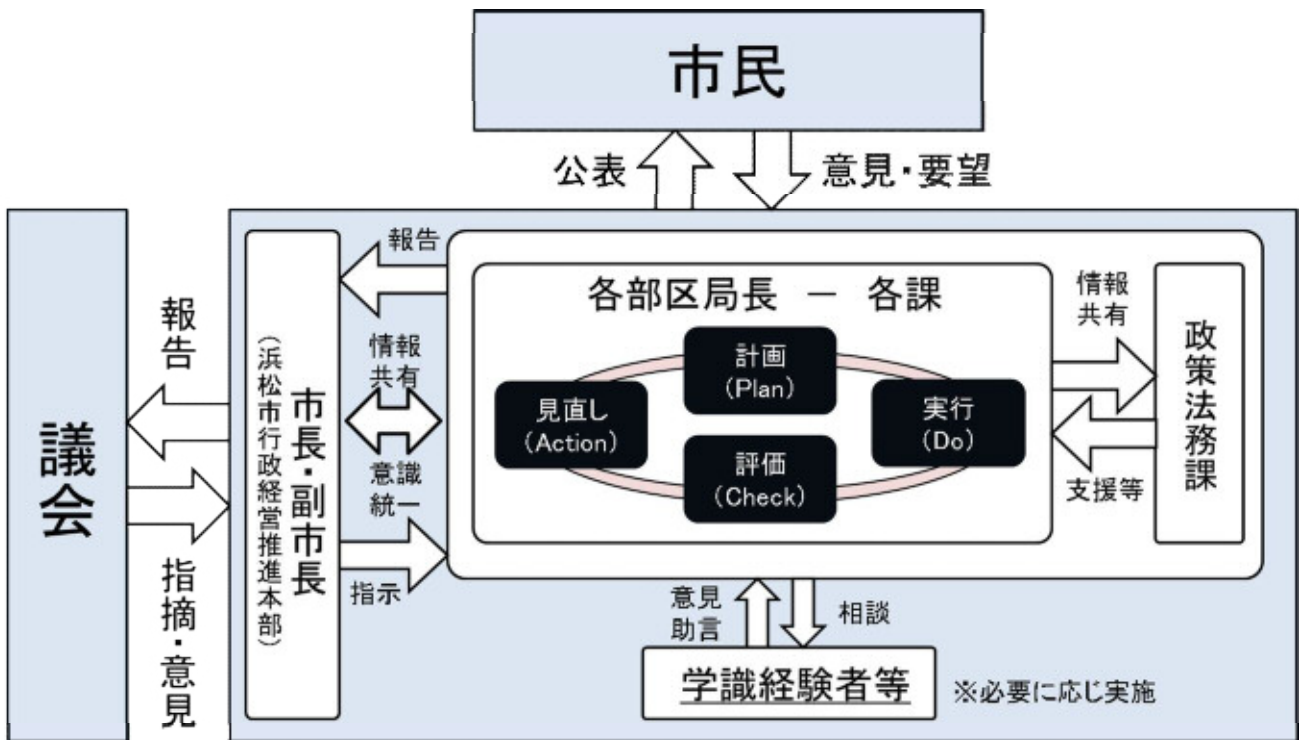 市民
公表
意見・要望
議会
報告
指摘・意見
市長・副市長
(浜松市行政経営推進本部)
報告
情報
共有
意識
統一
指示
各部区局長 － 各課
計画
(Plan)
見直し
(Action)
実行
(Do)
評価
(Check)
情報
共有
支援等
政策法務課
意見
助言
相談
学識経験者等
※必要に応じ実施